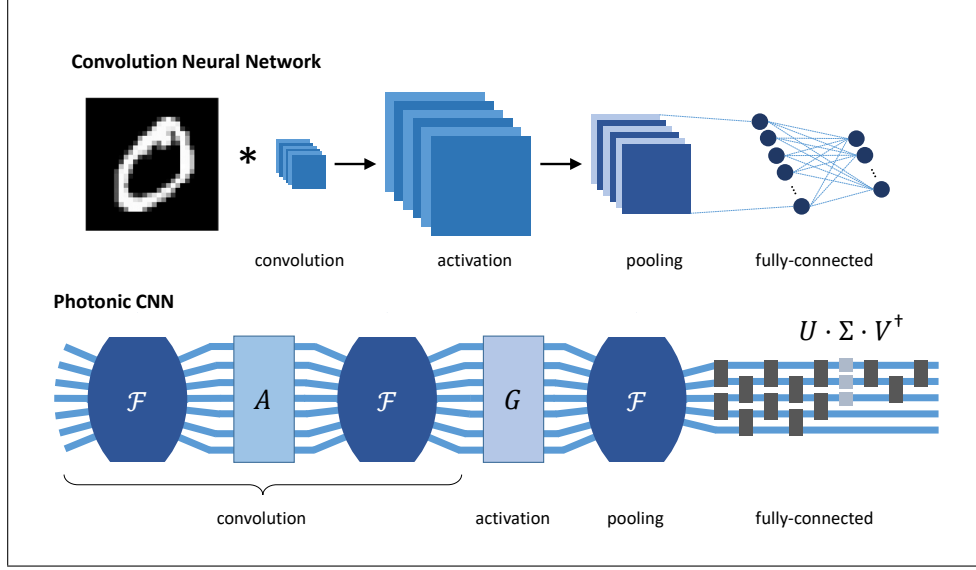 Convolution Neural Network
*
convolution
activation
pooling
fully-connected
Photonic CNN
U · Σ · V†
ℱ
A
ℱ
G
ℱ
convolution
activation
pooling
fully-connected